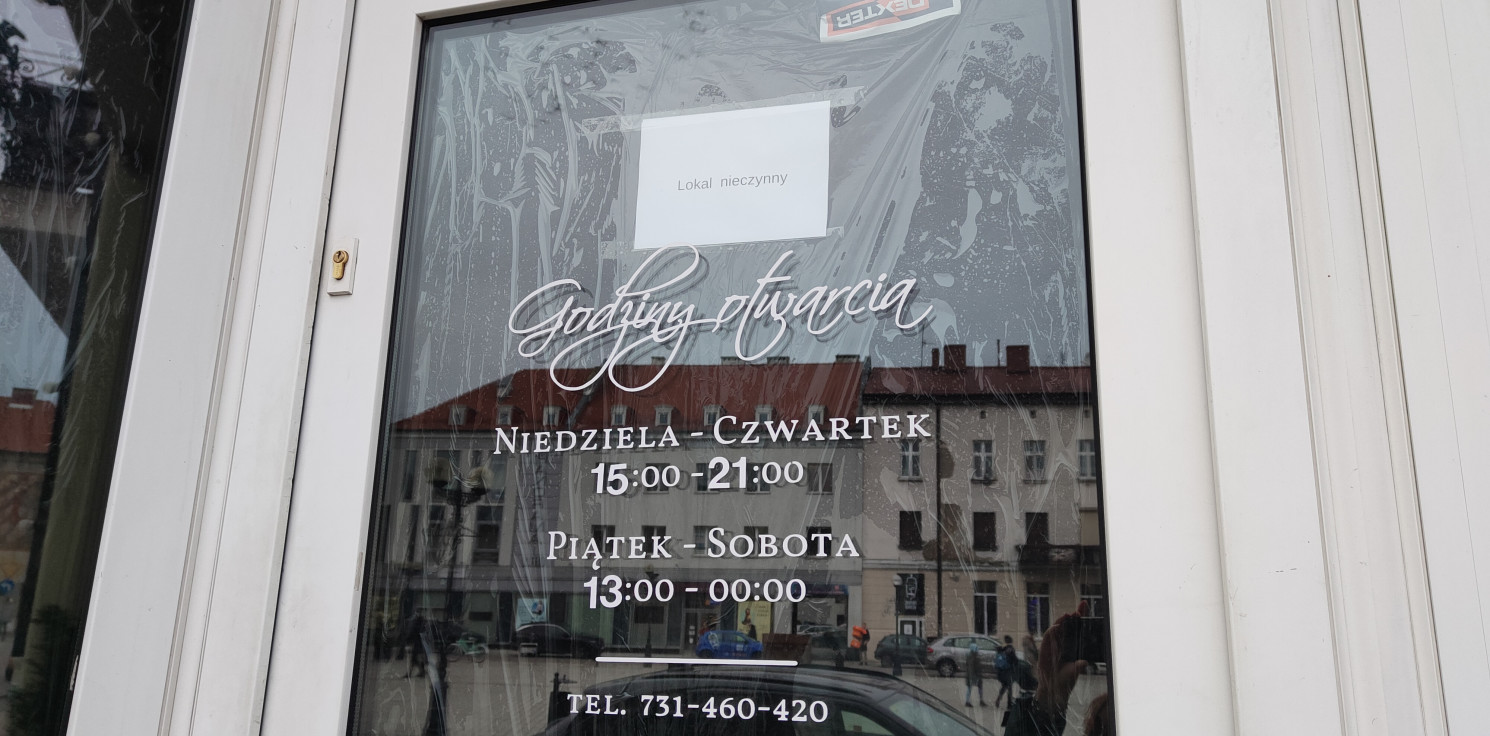 DEXTER
Lokal nieczynny
Godziny otwarcia
NIEDZIELA - CZWARTEK
15:00 - 21:00
PIĄTEK - SOBOTA
13:00 - 00:00
TEL. 731-460-420